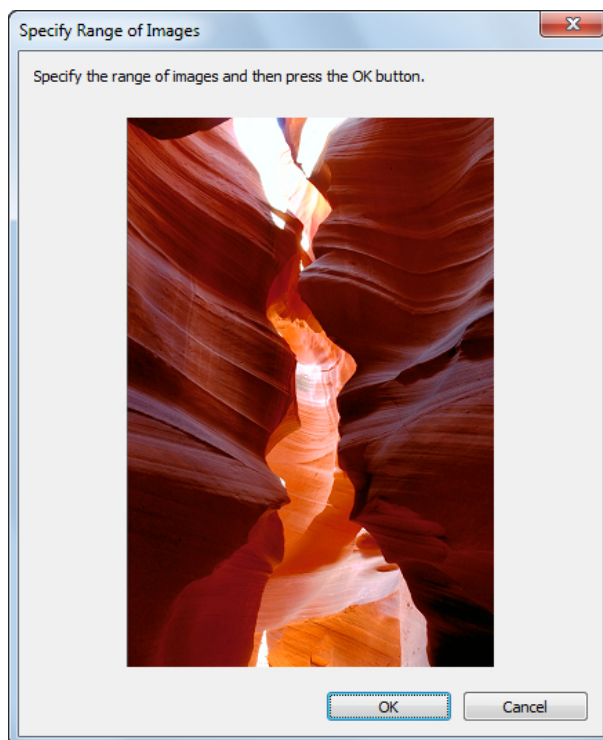 Specify Range of Images
Specify the range of images and then press the OK button.
OK
Cancel